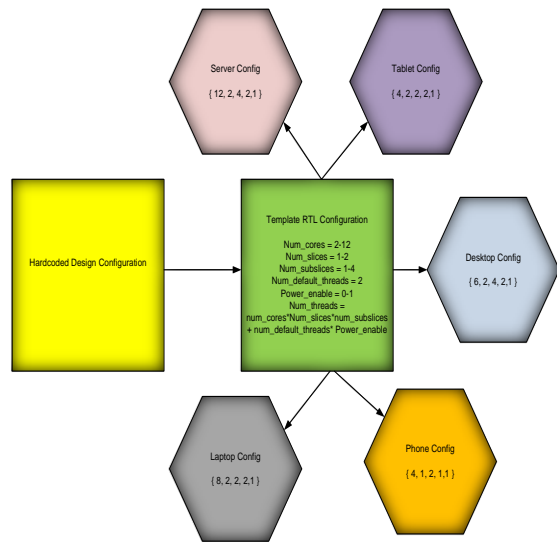 Server Config
{ 12, 2, 4, 2,1 }
Tablet Config
{ 4, 2, 2, 2,1 }
Hardcoded Design Configuration
Template RTL Configuration
Num_cores = 2-12
Num_slices = 1-2
Num_subslices = 1-4
Num_default_threads = 2
Power_enable = 0-1
Num_threads =
num_cores*Num_slices*num_subslices
+ num_default_threads* Power_enable
Desktop Config
{ 6, 2, 4, 2,1 }
Laptop Config
{ 8, 2, 2, 2,1 }
Phone Config
{ 4, 1, 2, 1,1 }